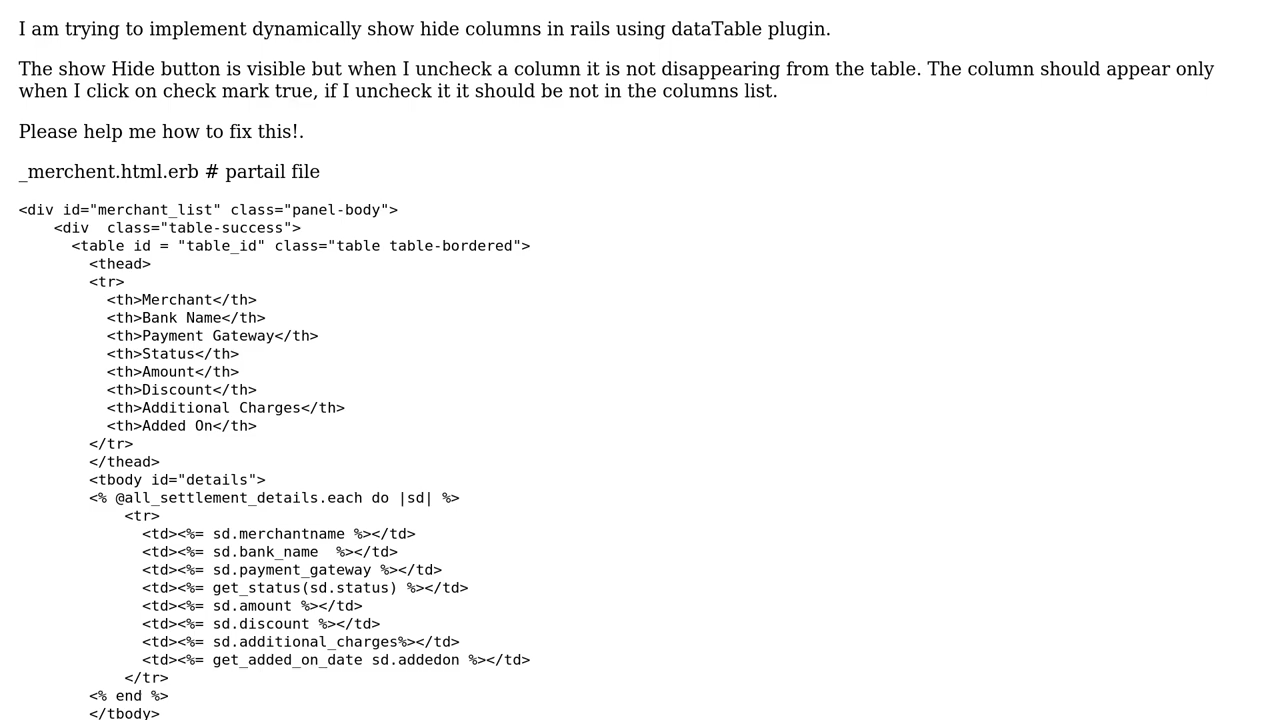 I am trying to implement dynamically show hide columns in rails using dataTable plugin.
The show Hide button is visible but when I uncheck a column it is not disappearing from the table. The column should appear only
when I click on check mark true, if I uncheck it it should be not in the columns list.
Please help me how to fix this!.
_merchent.html.erb # partail file
<div id="merchant_list" class="panel-body">
    <div  class="table-success">
      <table id = "table_id" class="table table-bordered">
        <thead>
        <tr>
          <th>Merchant</th>
          <th>Bank Name</th>
          <th>Payment Gateway</th>
          <th>Status</th>
          <th>Amount</th>
          <th>Discount</th>
          <th>Additional Charges</th>
          <th>Added On</th>
        </tr>
        </thead>
        <tbody id="details">
        <% @all_settlement_details.each do |sd| %>
            <tr>
              <td><%= sd.merchantname %></td>
              <td><%= sd.bank_name  %></td>
              <td><%= sd.payment_gateway %></td>
              <td><%= get_status(sd.status) %></td>
              <td><%= sd.amount %></td>
              <td><%= sd.discount %></td>
              <td><%= sd.additional_charges%></td>
              <td><%= get_added_on_date sd.addedon %></td>
            </tr>
        <% end %>
        </tbody>